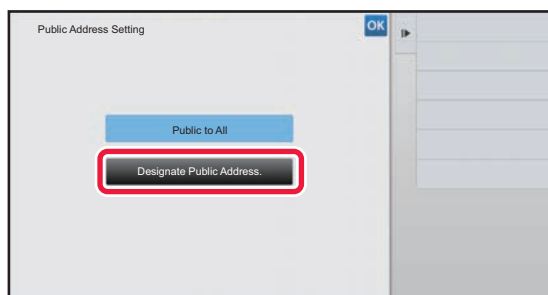 Public Address Setting
OK
Public to All
Designate Public Address.